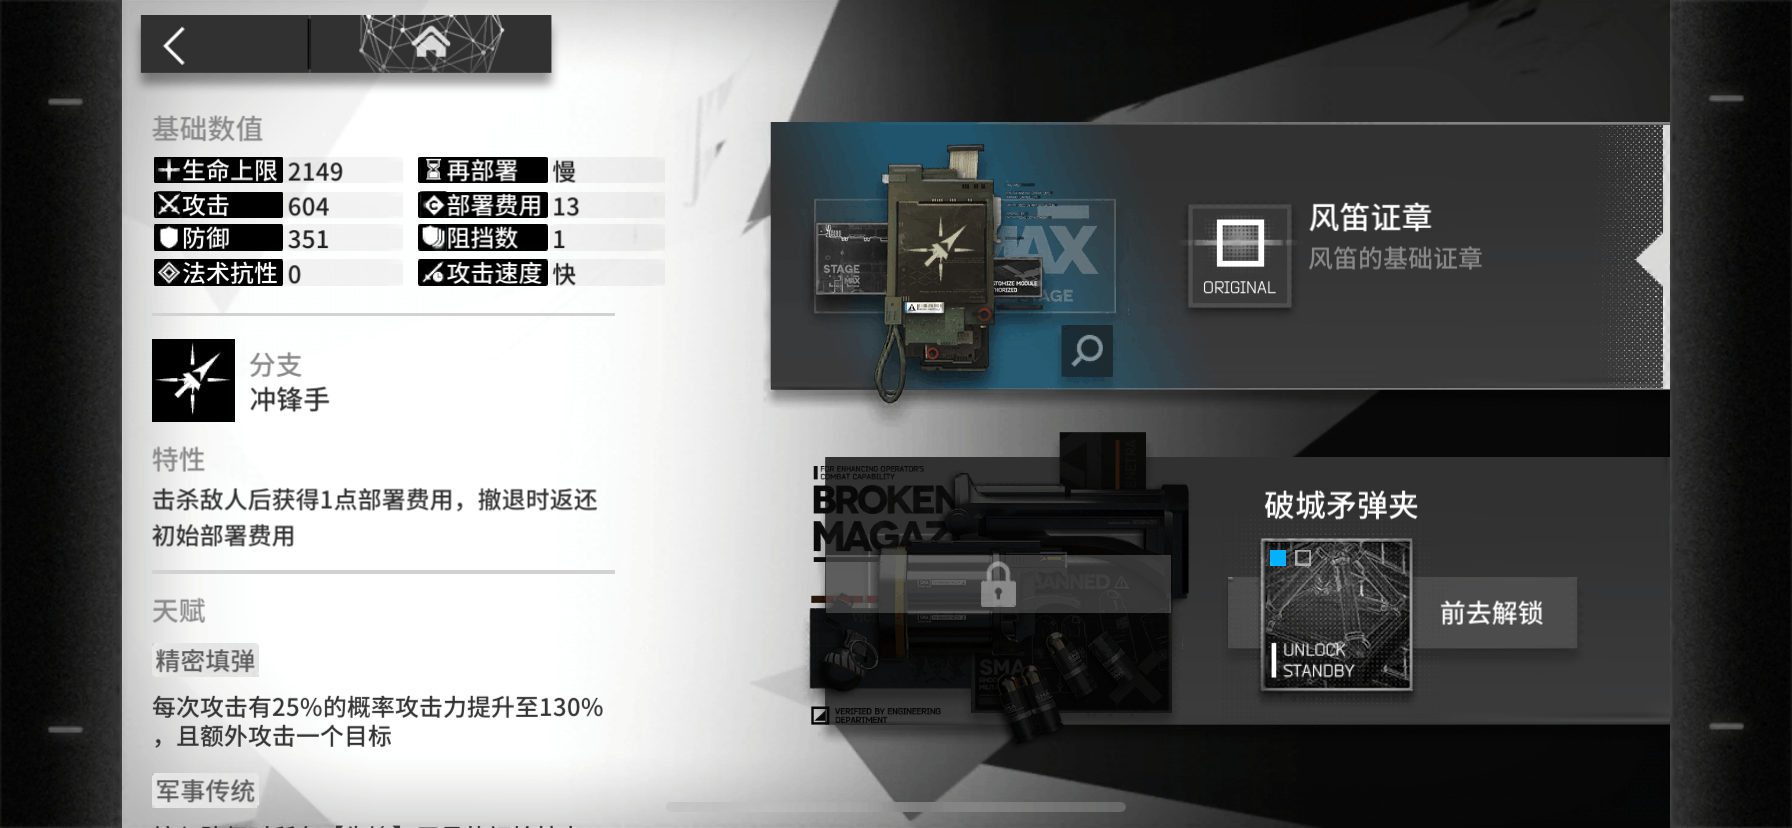 基础数值
生命上限 2149 再部署 慢
攻击 604 部署费用 13
防御 351 阻挡数 1
法术抗性 0 攻击速度 快
分支
冲锋手
特性
击杀敌人后获得1点部署费用，撤退时返还
初始部署费用
天赋
精密填弹
每次攻击有25%的概率攻击力提升至130%
，且额外攻击一个目标
军事传统
STAGE
MAX
ORIGINAL
风笛证章
风笛的基础证章
FOR ENHANCING OPERATOR'S
COMBAT CAPABILITY
BROKEN
MAGAZ
BANNED
SMA
VERIFIED BY ENGINEERING
DEPARTMENT
破城矛弹夹
UNLOCK
STANDBY
前去解锁